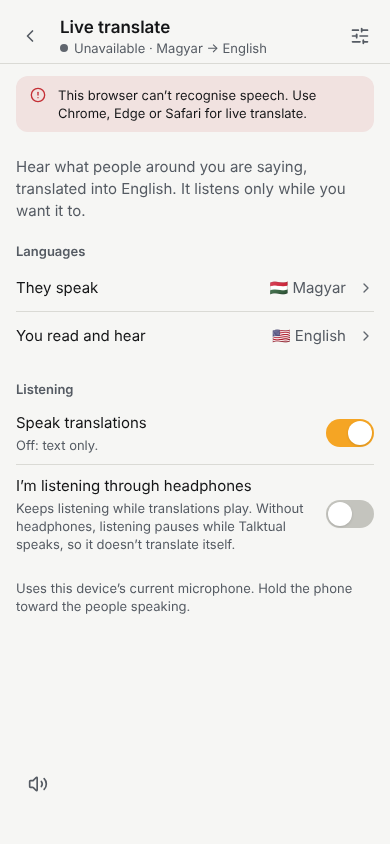 Live translate
Unavailable · Magyar → English
This browser can’t recognise speech. Use
Chrome, Edge or Safari for live translate.
Hear what people around you are saying,
translated into English. It listens only while you
want it to.
Languages
They speak
🇭🇺 Magyar
You read and hear
🇺🇸 English
Listening
Speak translations
Off: text only.
I’m listening through headphones
Keeps listening while translations play. Without
headphones, listening pauses while Talktual
speaks, so it doesn’t translate itself.
Uses this device’s current microphone. Hold the phone
toward the people speaking.